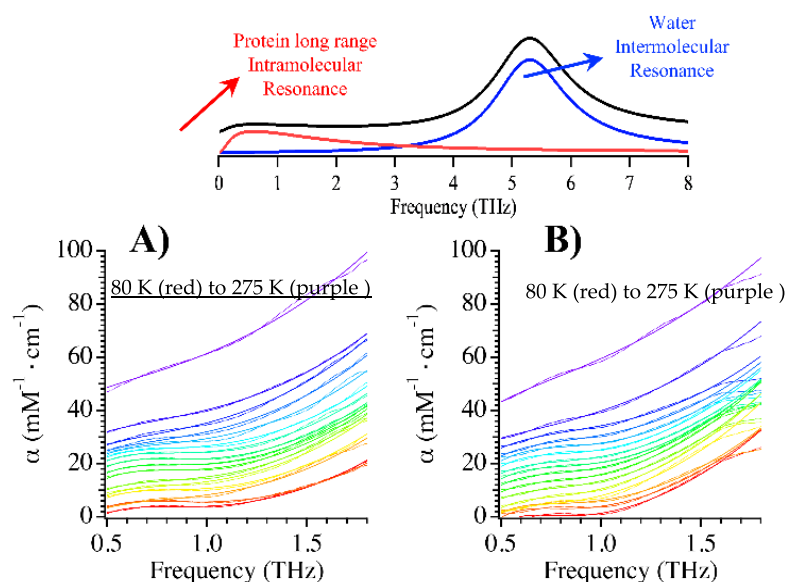 Protein long range
Intramolecular
Resonance
Water
Intermolecular
Resonance
0 1 2 3 4 5 6 7 8
Frequency (THz)
A)
80 K (red) to 275 K (purple )
100
80
60
40
20
0
α (mM⁻¹ · cm⁻¹)
0.5 1.0 1.5
Frequency (THz)
B)
80 K (red) to 275 K (purple )
100
80
60
40
20
0
α (mM⁻¹ · cm⁻¹)
0.5 1.0 1.5
Frequency (THz)